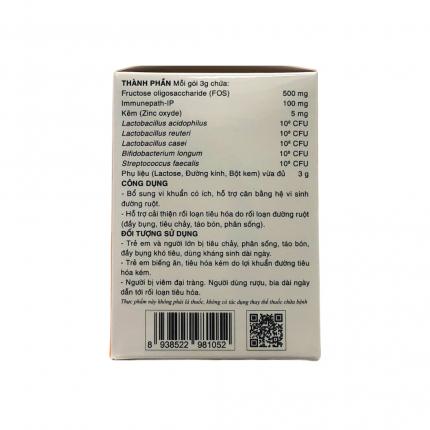 THÀNH PHẦN Mỗi gói 3g chứa:
Fructose oligosaccharide (FOS) 500 mg
Immunepath-IP 100 mg
Kẽm (Zinc oxyde) 5 mg
Lactobacillus acidophilus 10⁸ CFU
Lactobacillus reuteri 10⁸ CFU
Lactobacillus casei 10⁸ CFU
Bifidobacterium longum 10⁸ CFU
Streptococcus faecalis 10⁸ CFU
Phụ liệu (Lactose, Đường kính, Bột kem) vừa đủ 3 g
CÔNG DỤNG
- Bổ sung vi khuẩn có ích, hỗ trợ cân bằng hệ vi sinh
đường ruột.
- Hỗ trợ cải thiện rối loạn tiêu hóa do rối loạn đường ruột
(đầy bụng, tiêu chảy, phân sống, táo bón).
ĐỐI TƯỢNG SỬ DỤNG
- Trẻ em và người lớn bị tiêu chảy, phân sống, táo bón,
đầy bụng khó tiêu, dùng kháng sinh dài ngày.
- Trẻ em biếng ăn, tiêu hóa kém do lợi khuẩn đường tiêu
hóa kém.
- Người bị viêm đại tràng. Người dùng rượu, bia dài ngày
dẫn tới rối loạn tiêu hóa.
Thực phẩm này không phải là thuốc, không có tác dụng thay thế thuốc chữa bệnh
8 938522 981052